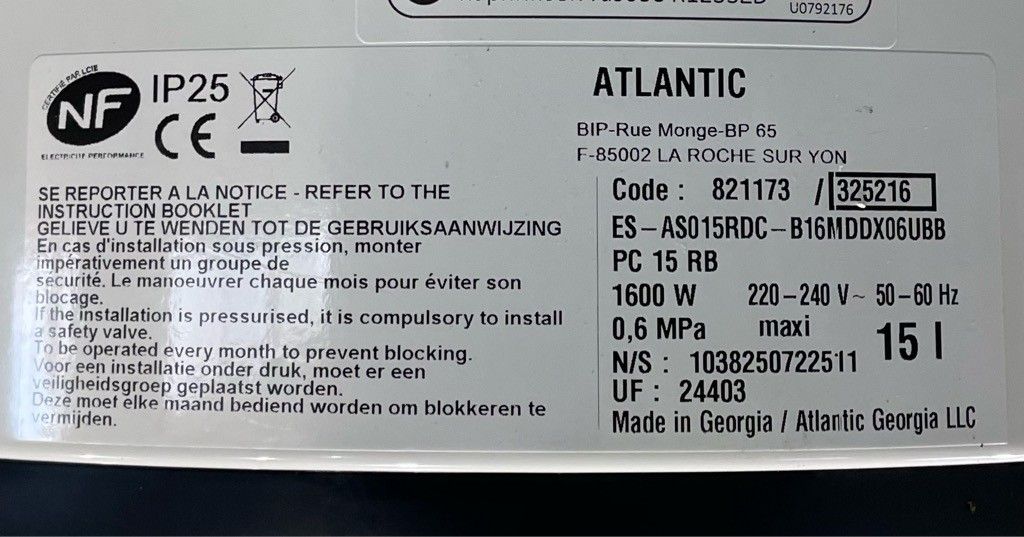 U0792176
CERTIFIE PAR LCIE
NF
ELECTRICITE PERFORMANCE
IP25
CE
SE REPORTER A LA NOTICE - REFER TO THE
INSTRUCTION BOOKLET
GELIEVE U TE WENDEN TOT DE GEBRUIKSAANWIJZING
En cas d'installation sous pression, monter
impérativement un groupe de
sécurité. Le manoeuvrer chaque mois pour éviter son
blocage.
If the installation is pressurised, it is compulsory to install
a safety valve.
To be operated every month to prevent blocking.
Voor een installatie onder druk, moet er een
veiligheidsgroep geplaatst worden.
Deze moet elke maand bediend worden om blokkeren te
vermijden.
ATLANTIC
BIP-Rue Monge-BP 65
F-85002 LA ROCHE SUR YON
Code : 821173 / 325216
ES-AS015RDC-B16MDDX06UBB
PC 15 RB
1600 W 220-240 V~ 50-60 Hz
0,6 MPa maxi 15 l
N/S : 1038250722511
UF : 24403
Made in Georgia / Atlantic Georgia LLC